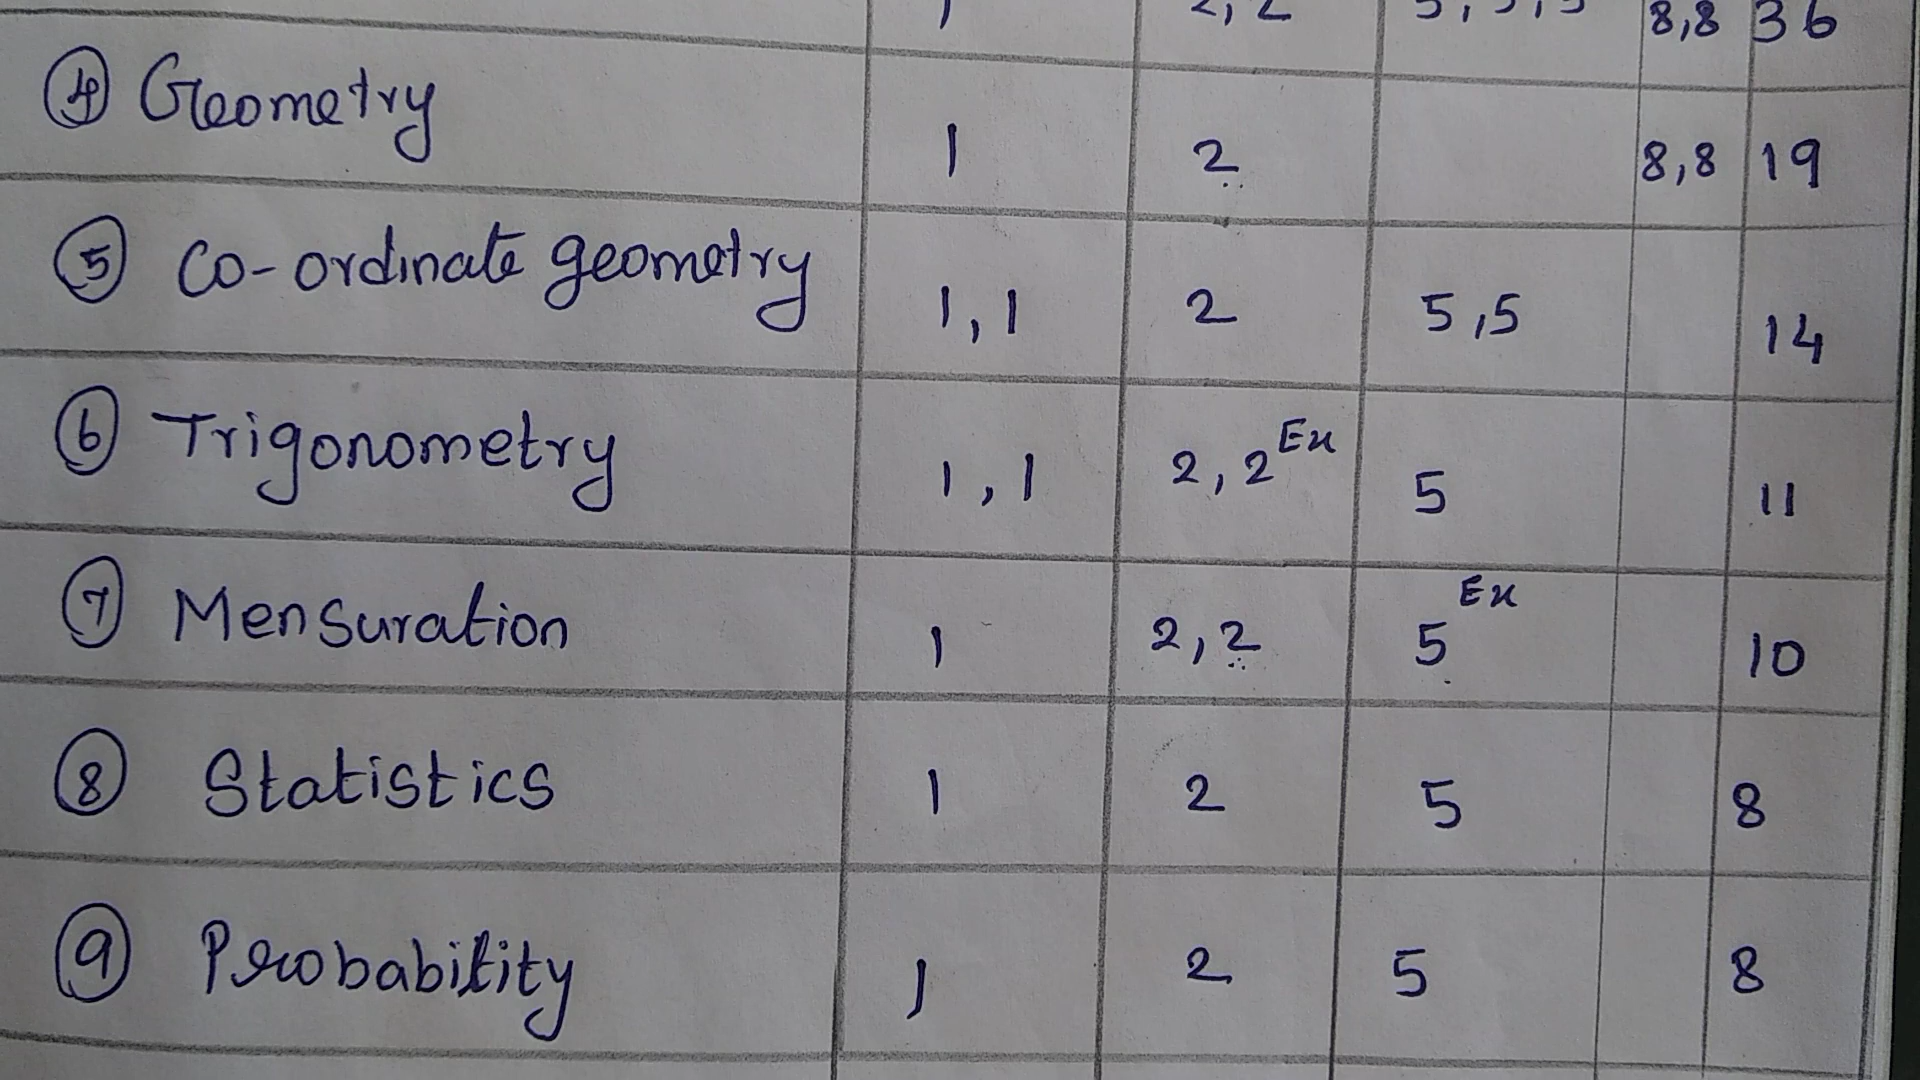 8,8 36
④ Geometry 1 2 8,8 19
⑤ Co-ordinate geometry 1,1 2 5,5 14
⑥ Trigonometry 1,1 2,2 Ex 5 11
⑦ Mensuration 1 2,2 5 Ex 10
⑧ Statistics 1 2 5 8
⑨ Probability 1 2 5 8